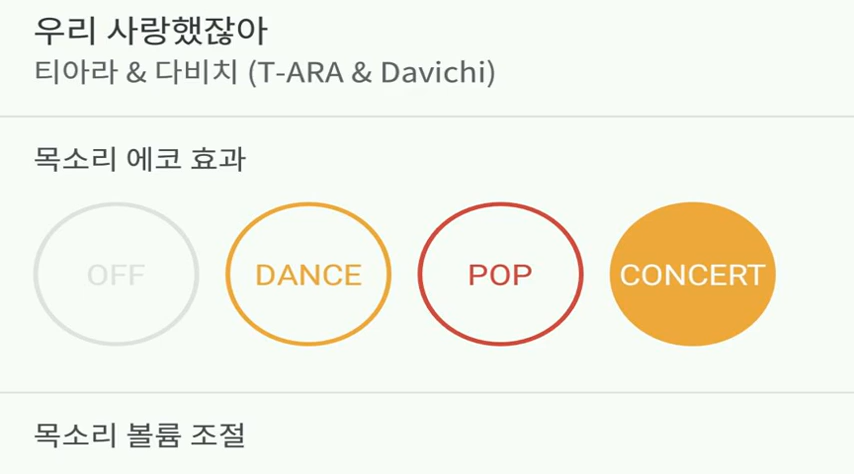 우리 사랑했잖아
티아라 & 다비치 (T-ARA & Davichi)
목소리 에코 효과
OFF DANCE POP CONCERT
목소리 볼륨 조절